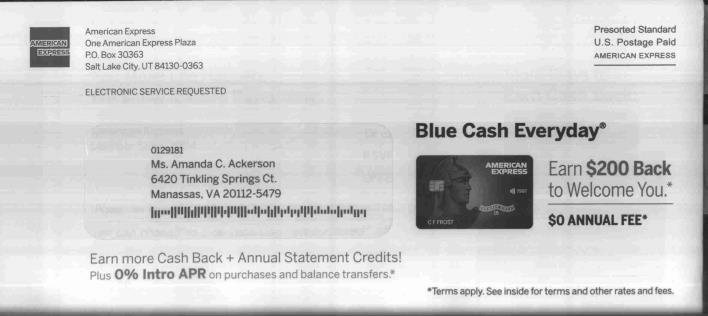 AMERICAN
EXPRESS
American Express
One American Express Plaza
P.O. Box 30363
Salt Lake City, UT 84130-0363
ELECTRONIC SERVICE REQUESTED
Presorted Standard
U.S. Postage Paid
AMERICAN EXPRESS
0129181
Ms. Amanda C. Ackerson
6420 Tinkling Springs Ct.
Manassas, VA 20112-5479
Blue Cash Everyday®
AMERICAN
EXPRESS
C F FROST
Earn $200 Back
to Welcome You.*
$0 ANNUAL FEE*
Earn more Cash Back + Annual Statement Credits!
Plus 0% Intro APR on purchases and balance transfers.*
*Terms apply. See inside for terms and other rates and fees.